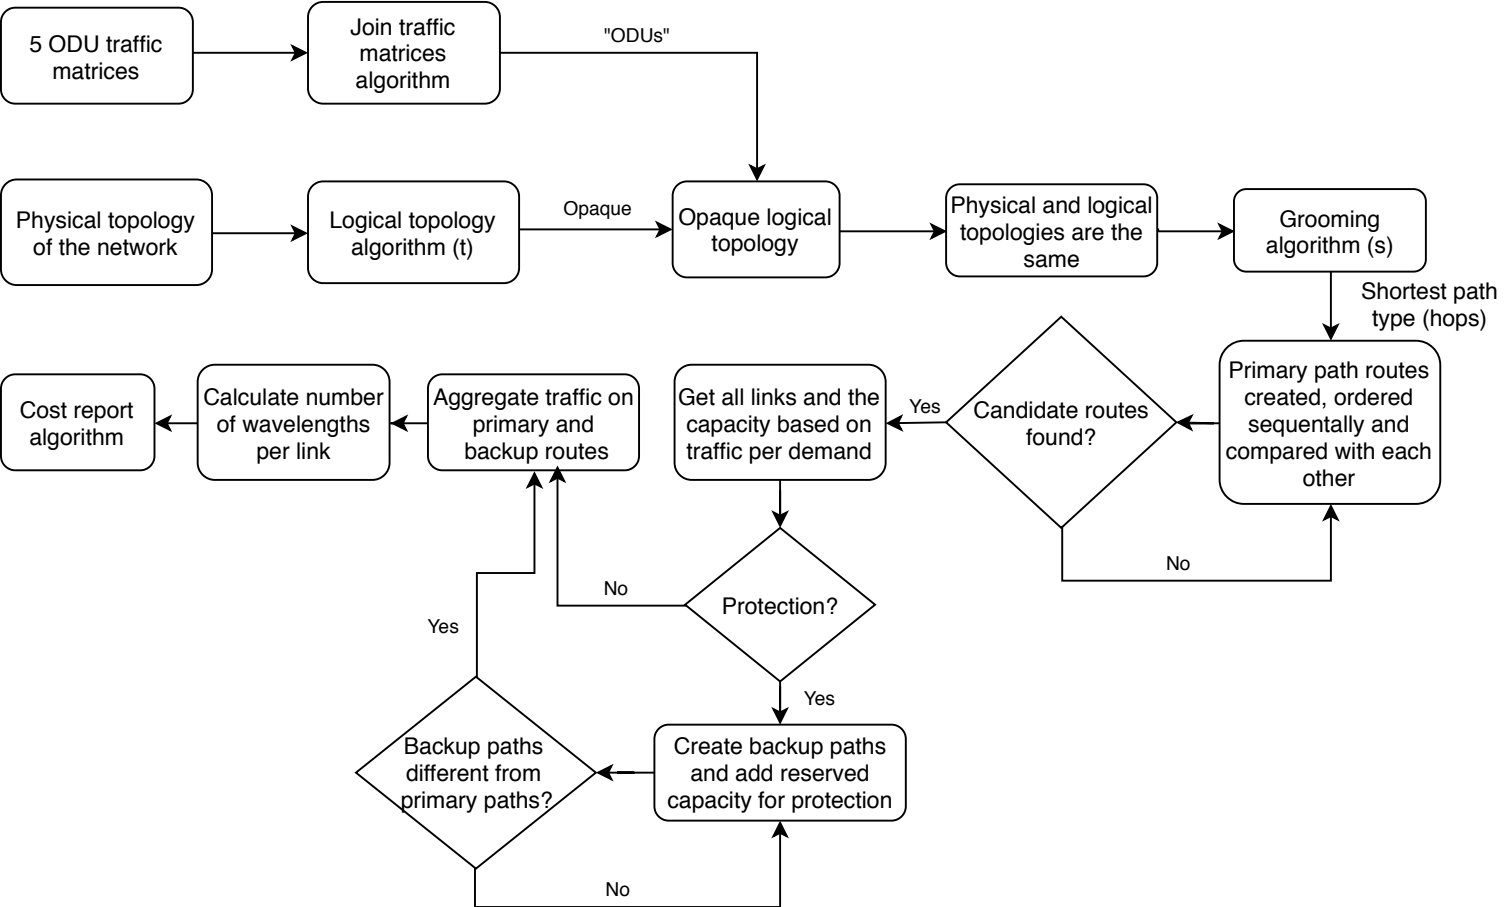 5 ODU traffic
matrices
Join traffic
matrices
algorithm
"ODUs"
Physical topology
of the network
Logical topology
algorithm (t)
Opaque
Opaque logical
topology
Physical and logical
topologies are the
same
Grooming
algorithm (s)
Shortest path
type (hops)
Primary path routes
created, ordered
sequentially and
compared with each
other
Candidate routes
found?
No
Yes
Get all links and the
capacity based on
traffic per demand
Aggregate traffic on
primary and
backup routes
Calculate number
of wavelengths
per link
Cost report
algorithm
Protection?
No
Yes
Create backup paths
and add reserved
capacity for protection
Backup paths
different from
primary paths?
Yes
No